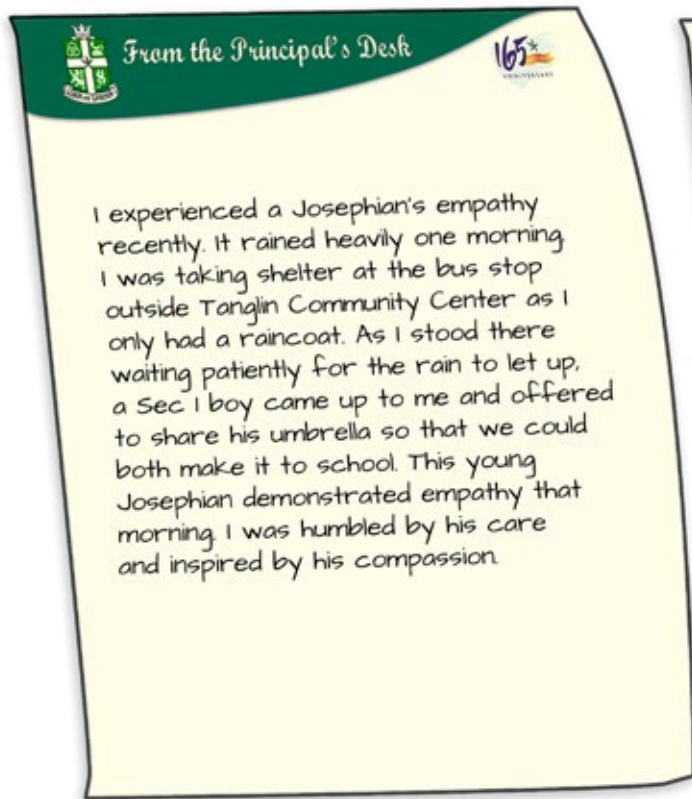 From the Principal's Desk
165
ANNIVERSARY
I experienced a Josephian's empathy
recently. It rained heavily one morning.
I was taking shelter at the bus stop
outside Tanglin Community Center as I
only had a raincoat. As I stood there
waiting patiently for the rain to let up,
a Sec 1 boy came up to me and offered
to share his umbrella so that we could
both make it to school. This young
Josephian demonstrated empathy that
morning. I was humbled by his care
and inspired by his compassion.